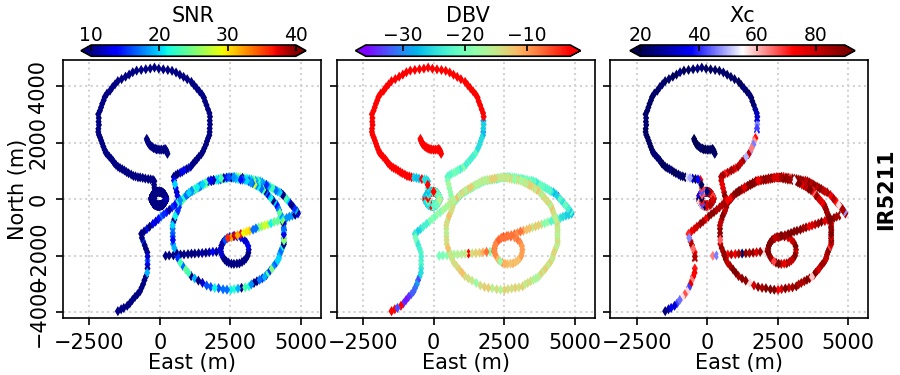 SNR DBV Xc
10 20 30 40 −30 −20 −10 20 40 60 80
4000
2000
0
−2000
−4000
North (m)
−2500 0 2500 5000 −2500 0 2500 5000 −2500 0 2500 5000
East (m) East (m) East (m)
IR5211